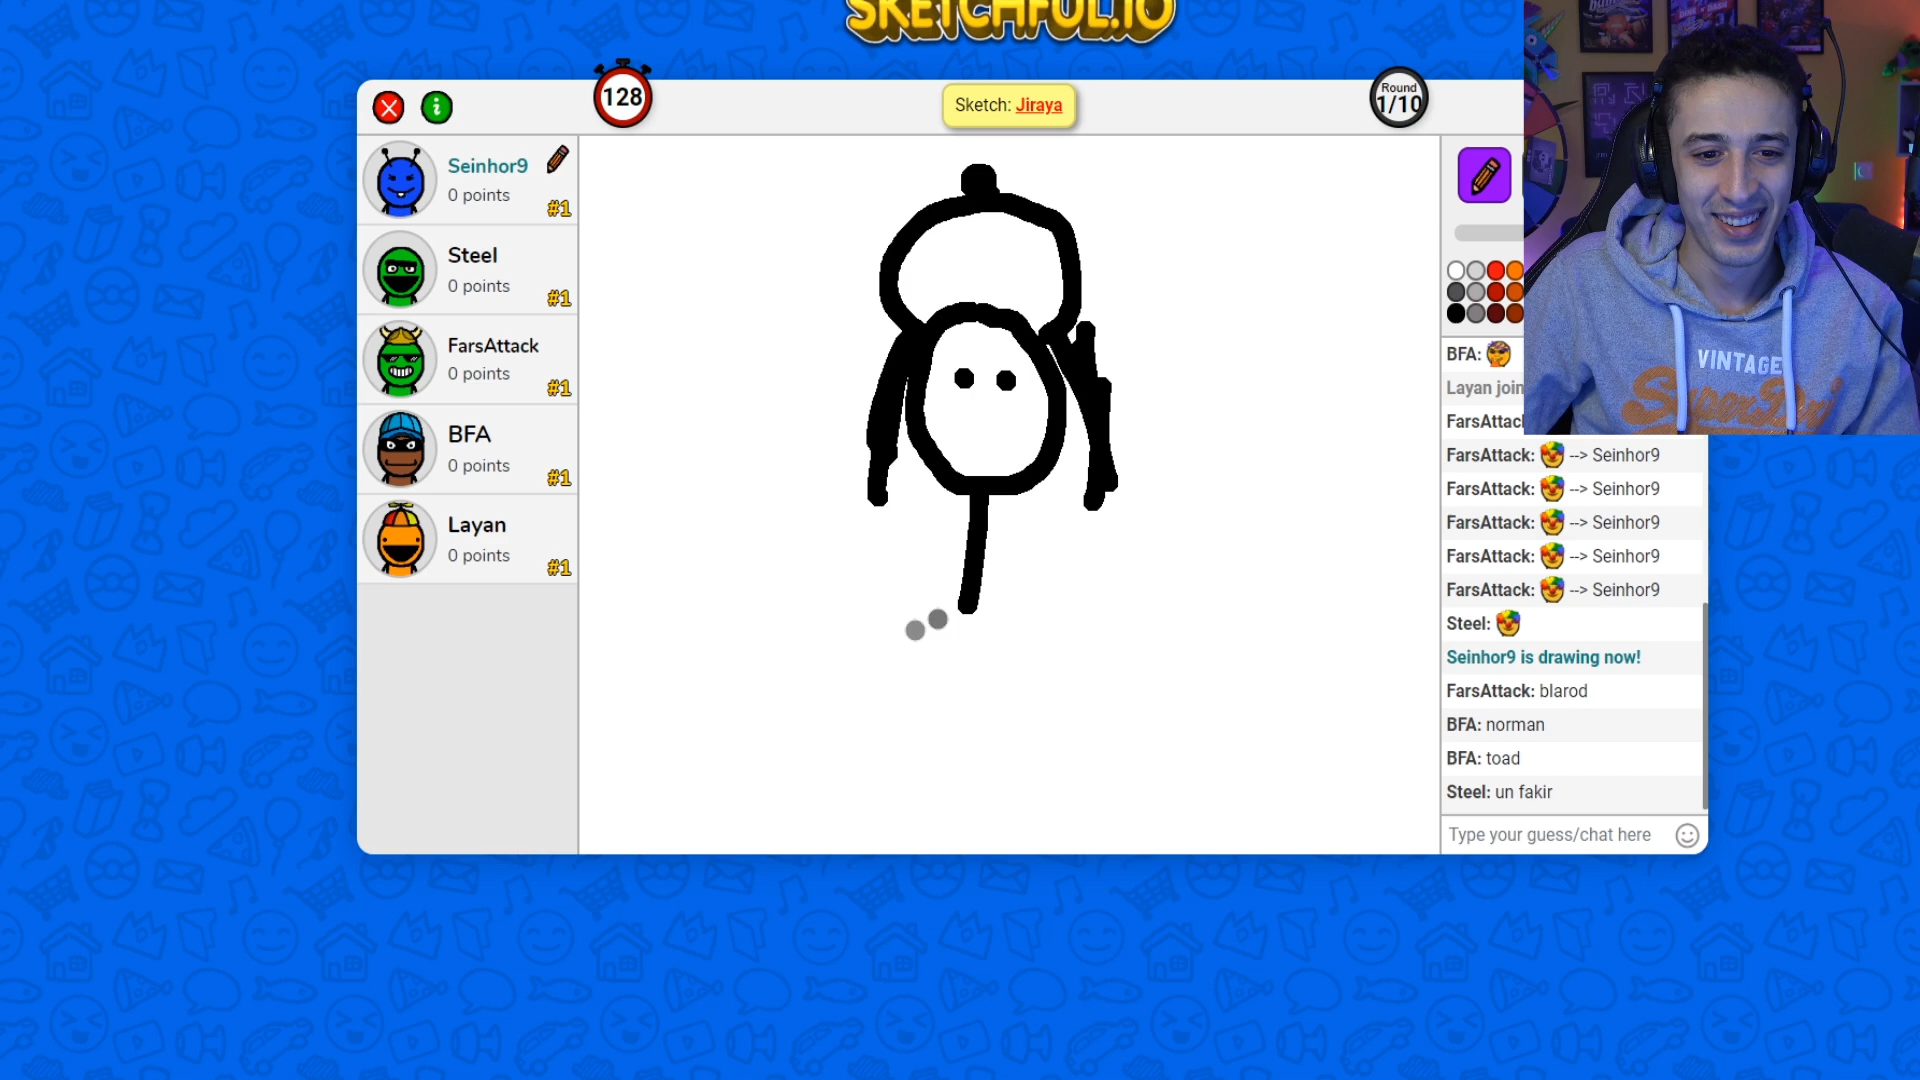 SKETCHFUL.IO
128
Sketch: Jiraya
Round
1/10
Seinhor9
0 points
#1
Steel
0 points
#1
FarsAttack
0 points
#1
BFA
0 points
#1
Layan
0 points
#1
BFA:
Layan join
FarsAttac
FarsAttack: --> Seinhor9
FarsAttack: --> Seinhor9
FarsAttack: --> Seinhor9
FarsAttack: --> Seinhor9
FarsAttack: --> Seinhor9
Steel:
Seinhor9 is drawing now!
FarsAttack: blarod
BFA: norman
BFA: toad
Steel: un fakir
Type your guess/chat here
VINTAGE